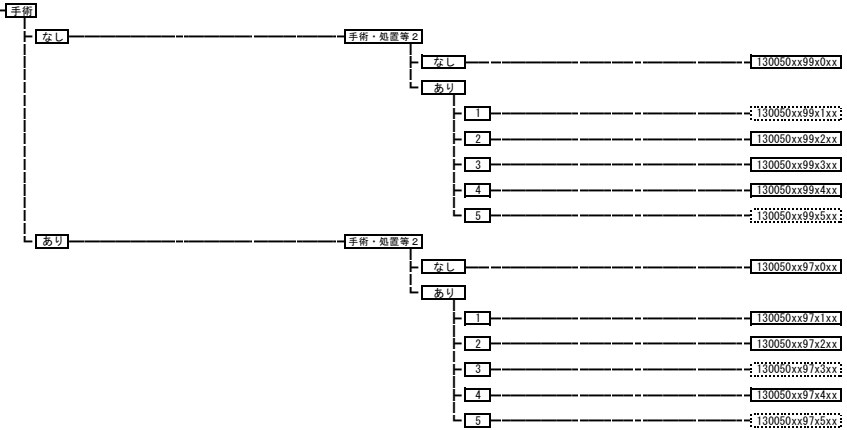 手術
なし 手術・処置等２
なし 130050xx99x0xx
あり
1 130050xx99x1xx
2 130050xx99x2xx
3 130050xx99x3xx
4 130050xx99x4xx
5 130050xx99x5xx
あり 手術・処置等２
なし 130050xx97x0xx
あり
1 130050xx97x1xx
2 130050xx97x2xx
3 130050xx97x3xx
4 130050xx97x4xx
5 130050xx97x5xx